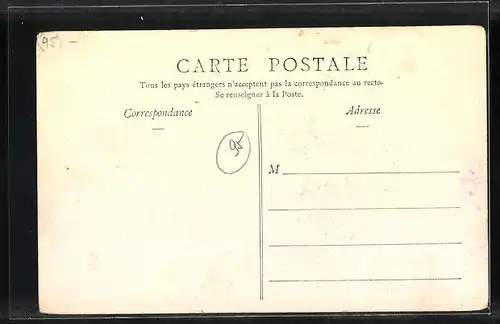 (95) -
CARTE POSTALE
Tous les pays étrangers n'acceptent pas la correspondance au recto.
Se renseigner à la Poste.
Correspondance
Adresse
95
M